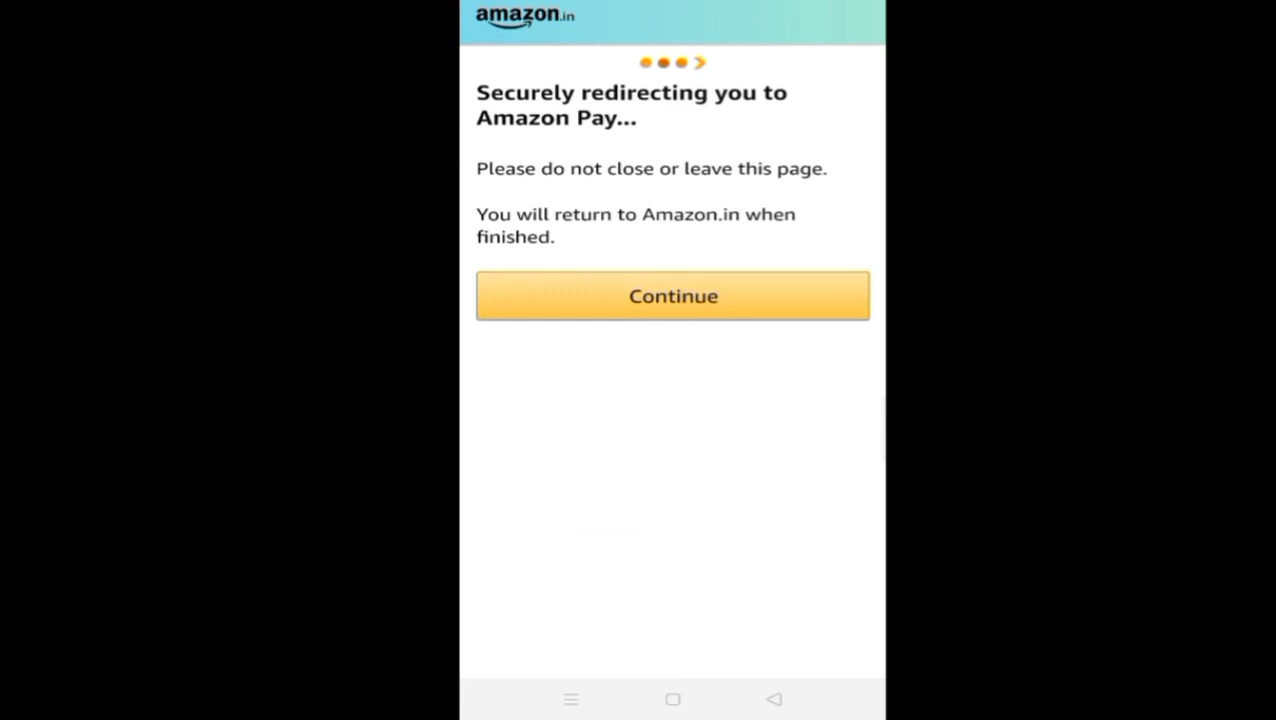 amazon.in
Securely redirecting you to
Amazon Pay...
Please do not close or leave this page.
You will return to Amazon.in when
finished.
Continue